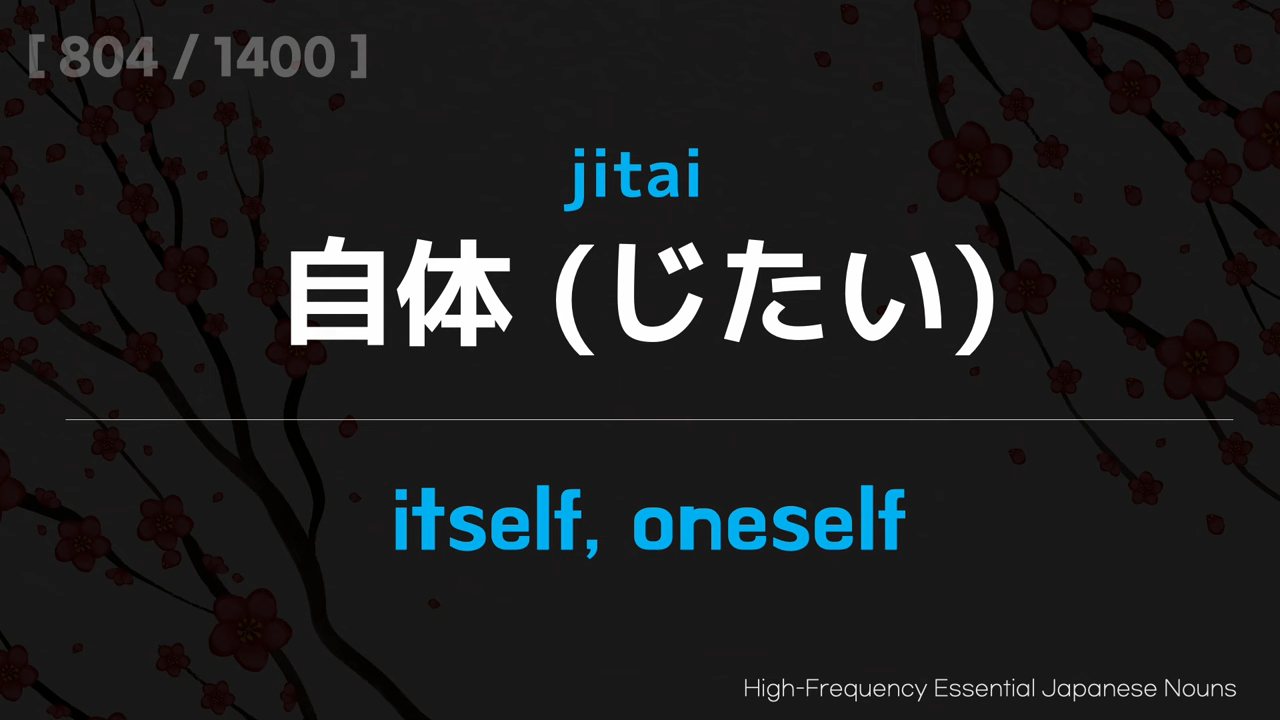 [ 804 / 1400 ]
jitai
自体 (じたい)
itself, oneself
High-Frequency Essential Japanese Nouns